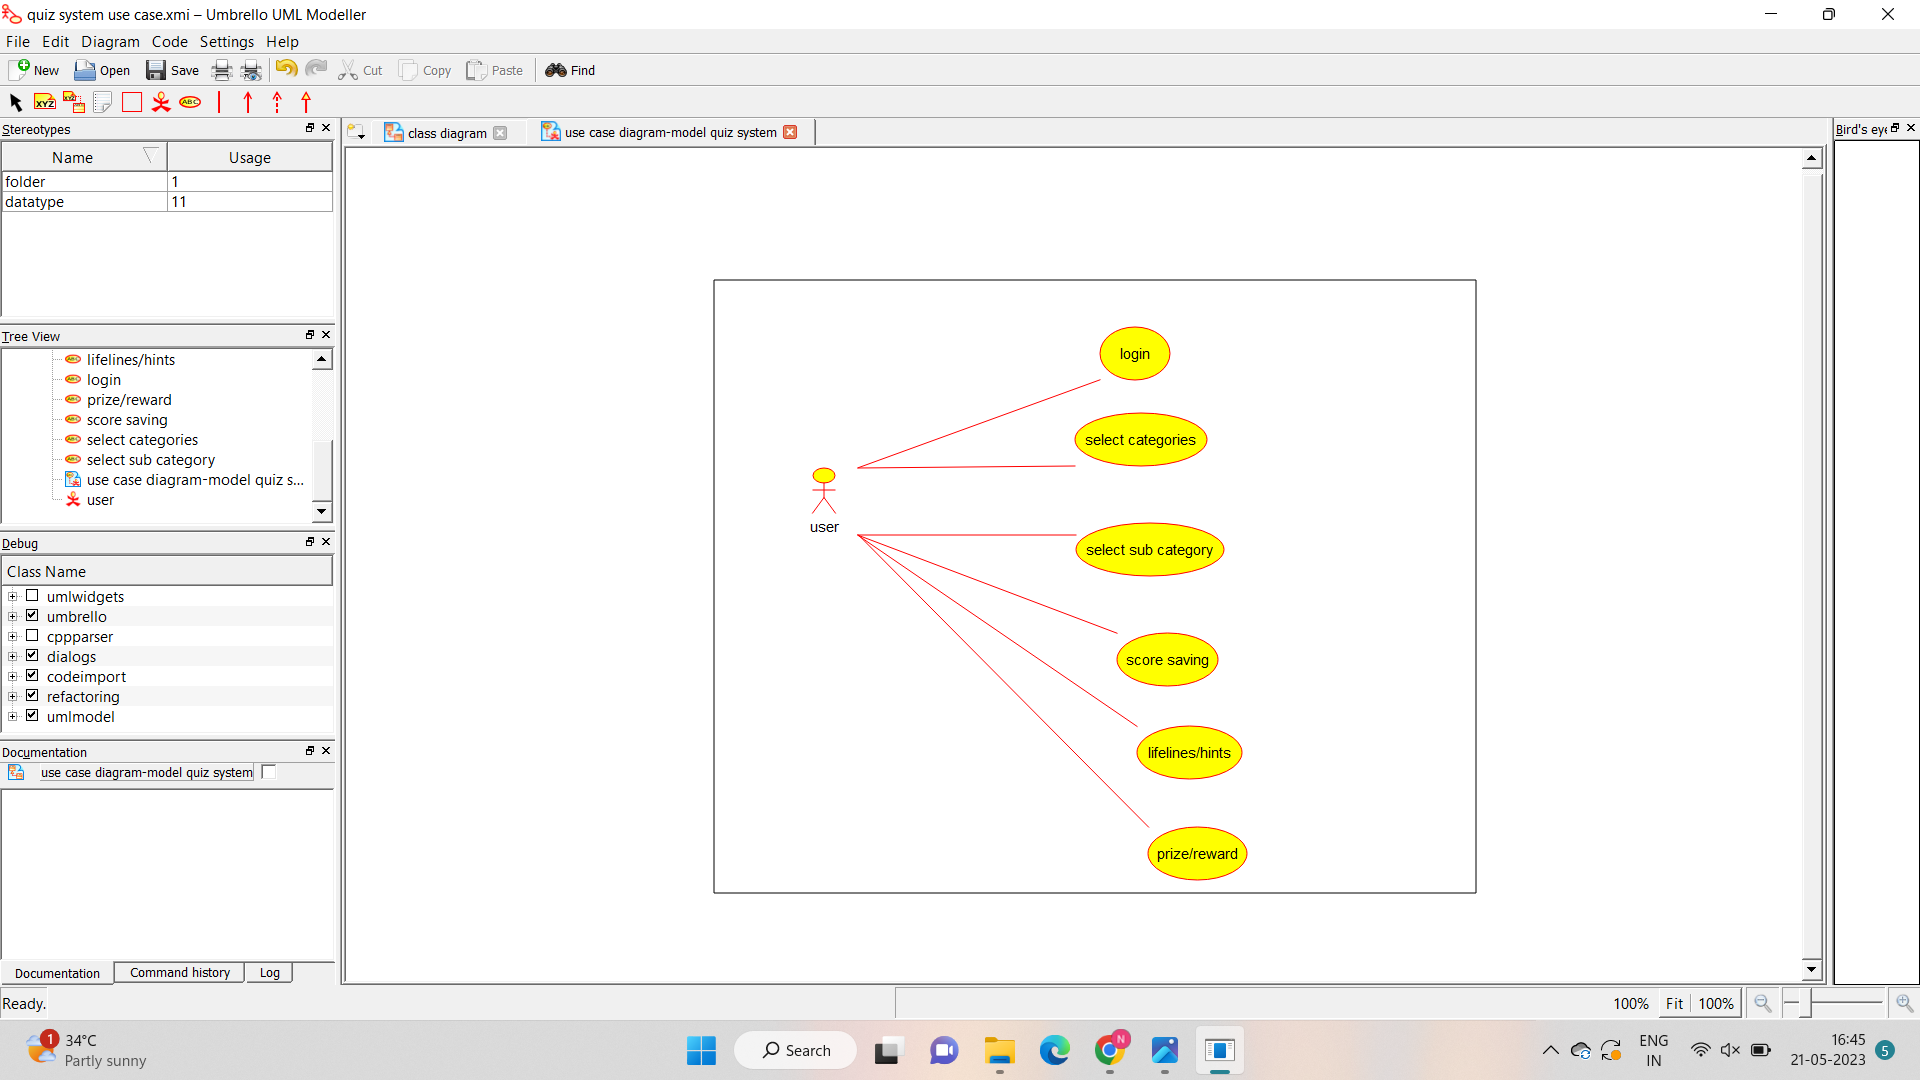 quiz system use case.xmi – Umbrello UML Modeller
File Edit Diagram Code Settings Help
New Open Save Cut Copy Paste Find
XYZ XYZ ABC
Stereotypes
Name Usage
folder 1
datatype 11
Tree View
lifelines/hints
login
prize/reward
score saving
select categories
select sub category
use case diagram-model quiz s...
user
Debug
Class Name
umlwidgets
umbrello
cppparser
dialogs
codeimport
refactoring
umlmodel
Documentation
use case diagram-model quiz system
Documentation Command history Log
Ready.
class diagram
use case diagram-model quiz system
login
select categories
user
select sub category
score saving
lifelines/hints
prize/reward
Bird's eye
100% Fit 100%
1
34°C
Partly sunny
Search
N
ENG
IN
16:45
21-05-2023
5